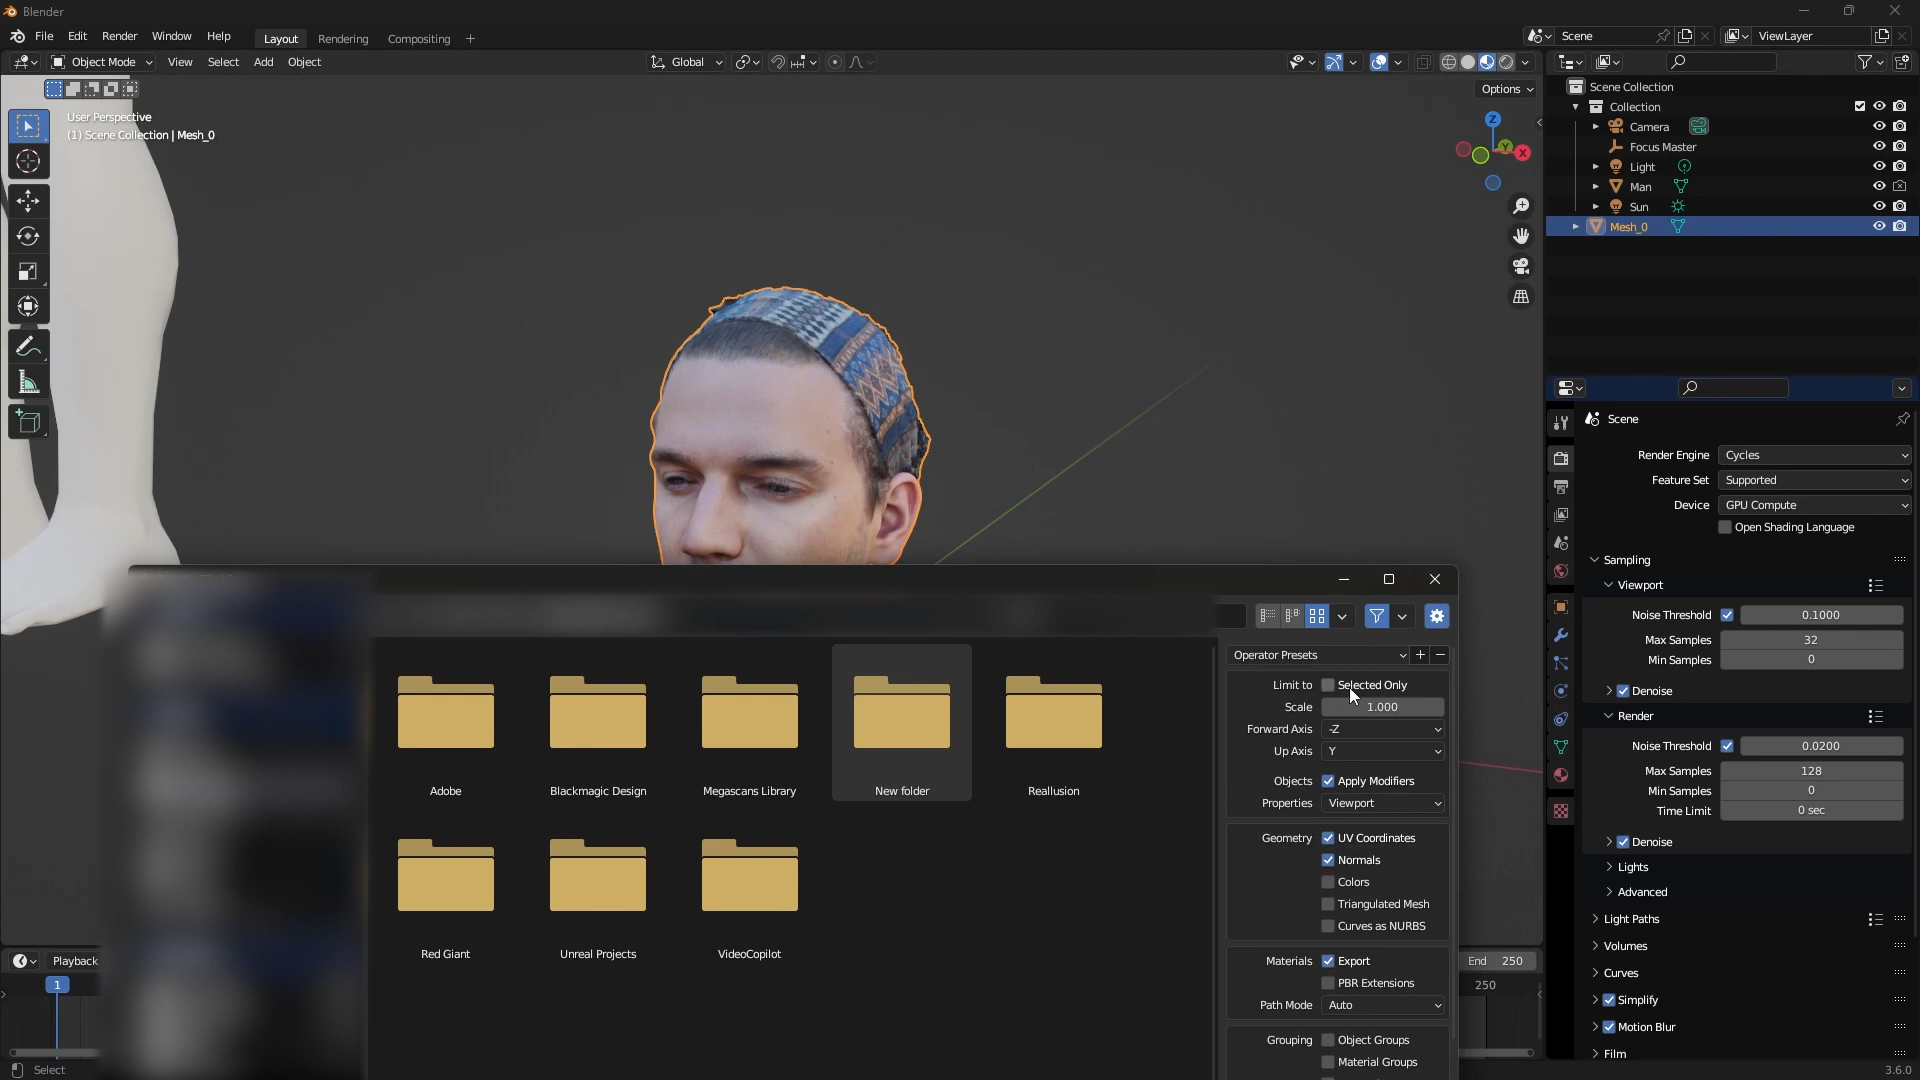 Blender
File Edit Render Window Help Layout Rendering Compositing + Scene ViewLayer
Object Mode View Select Add Object Global
Options
User Perspective
(1) Scene Collection | Mesh_0
Z
Y
X
Scene Collection
Collection
Camera
Focus Master
Light
Man
Sun
Mesh_0
Scene
Render Engine Cycles
Feature Set Supported
Device GPU Compute
Open Shading Language
Sampling
Viewport
Noise Threshold 0.1000
Max Samples 32
Min Samples 0
Denoise
Render
Noise Threshold 0.0200
Max Samples 128
Min Samples 0
Time Limit 0 sec
Denoise
Lights
Advanced
Light Paths
Volumes
Curves
Simplify
Motion Blur
Film
Operator Presets
Limit to Selected Only
Scale 1.000
Forward Axis -Z
Up Axis Y
Objects Apply Modifiers
Properties Viewport
Geometry UV Coordinates
Normals
Colors
Triangulated Mesh
Curves as NURBS
Materials Export
PBR Extensions
Path Mode Auto
Grouping Object Groups
Material Groups
Adobe Blackmagic Design Megascans Library New folder Reallusion
Red Giant Unreal Projects VideoCopilot
Playback End 250
1 250
Select 3.6.0